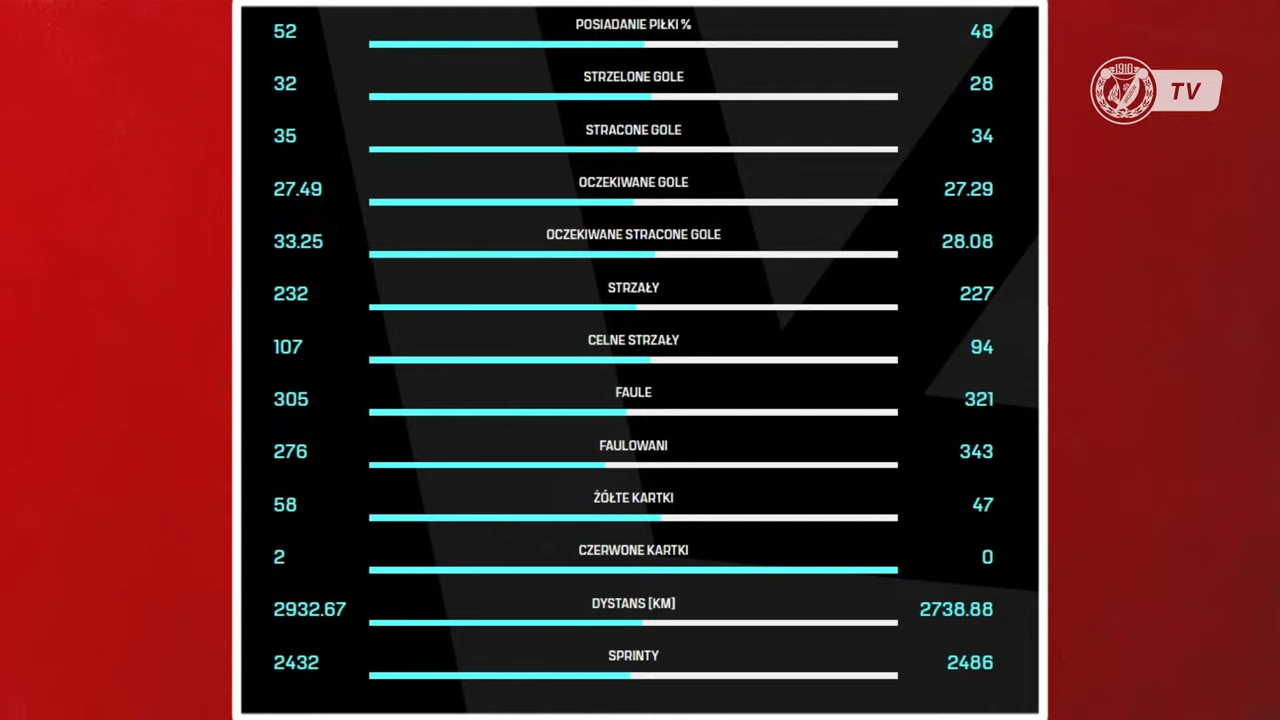 POSIADANIE PIŁKI %
52 48
STRZELONE GOLE
32 28
STRACONE GOLE
35 34
OCZEKIWANE GOLE
27.49 27.29
OCZEKIWANE STRACONE GOLE
33.25 28.08
STRZAŁY
232 227
CELNE STRZAŁY
107 94
FAULE
305 321
FAULOWANI
276 343
ŻÓŁTE KARTKI
58 47
CZERWONE KARTKI
2 0
DYSTANS [KM]
2932.67 2738.88
SPRINTY
2432 2486
1910
TV